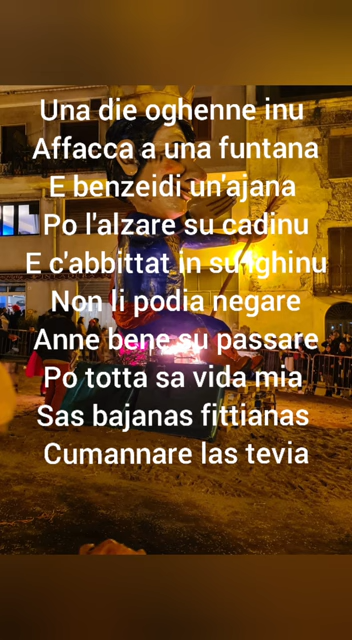 Una die oghenne inu
Affacca a una funtana
E benzeidi un'ajana
Po l'alzare su cadinu
E c'abbittat in su ighinu
Non li podia negare
Anne bene su passare
Po totta sa vida mia
Sas bajanas fittianas
Cumannare las tevia